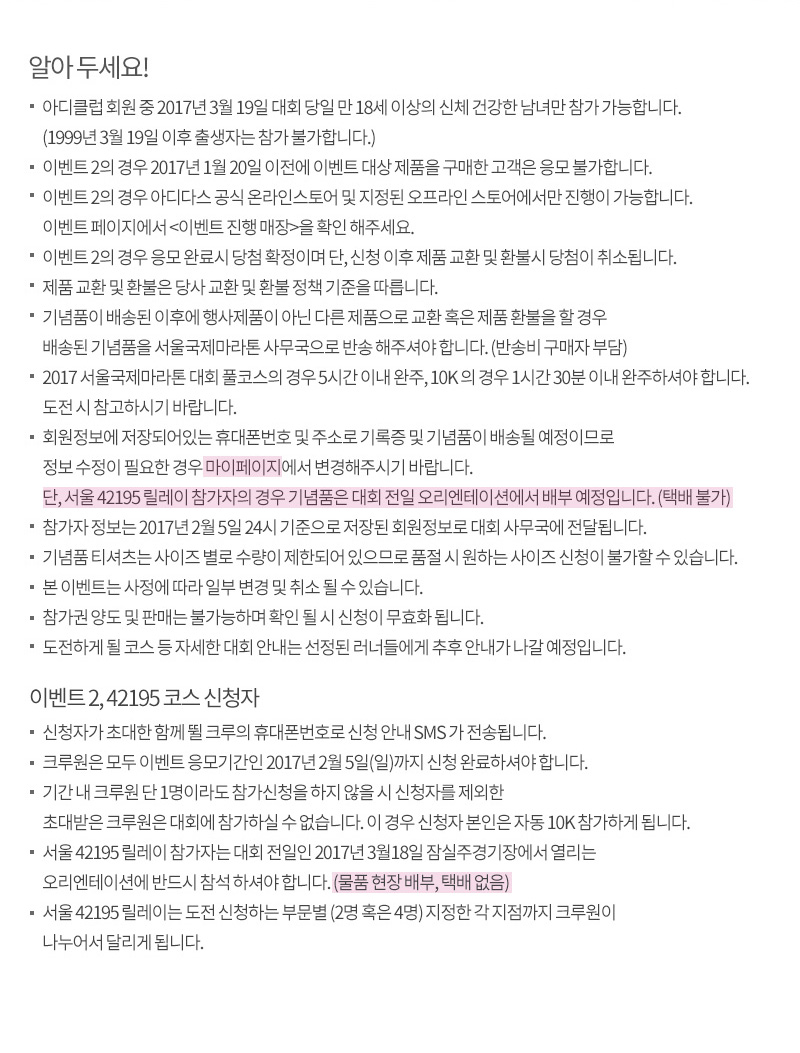 알아 두세요!
아디클럽 회원 중 2017년 3월 19일 대회 당일 만 18세 이상의 신체 건강한 남녀만 참가 가능합니다.
(1999년 3월 19일 이후 출생자는 참가 불가합니다.)
이벤트 2의 경우 2017년 1월 20일 이전에 이벤트 대상 제품을 구매한 고객은 응모 불가합니다.
이벤트 2의 경우 아디다스 공식 온라인스토어 및 지정된 오프라인 스토어에서만 진행이 가능합니다.
이벤트 페이지에서 <이벤트 진행 매장>을 확인 해주세요.
이벤트 2의 경우 응모 완료시 당첨 확정이며 단, 신청 이후 제품 교환 및 환불시 당첨이 취소됩니다.
제품 교환 및 환불은 당사 교환 및 환불 정책 기준을 따릅니다.
기념품이 배송된 이후에 행사제품이 아닌 다른 제품으로 교환 혹은 제품 환불을 할 경우
배송된 기념품을 서울국제마라톤 사무국으로 반송 해주셔야 합니다. (반송비 구매자 부담)
2017 서울국제마라톤 대회 풀코스의 경우 5시간 이내 완주, 10K 의 경우 1시간 30분 이내 완주하셔야 합니다.
도전 시 참고하시기 바랍니다.
회원정보에 저장되어있는 휴대폰번호 및 주소로 기록증 및 기념품이 배송될 예정이므로
정보 수정이 필요한 경우 마이페이지에서 변경해주시기 바랍니다.
단, 서울 42195 릴레이 참가자의 경우 기념품은 대회 전일 오리엔테이션에서 배부 예정입니다. (택배 불가)
참가자 정보는 2017년 2월 5일 24시 기준으로 저장된 회원정보로 대회 사무국에 전달됩니다.
기념품 티셔츠는 사이즈 별로 수량이 제한되어 있으므로 품절 시 원하는 사이즈 신청이 불가할 수 있습니다.
본 이벤트는 사정에 따라 일부 변경 및 취소 될 수 있습니다.
참가권 양도 및 판매는 불가능하며 확인 될 시 신청이 무효화 됩니다.
도전하게 될 코스 등 자세한 대회 안내는 선정된 러너들에게 추후 안내가 나갈 예정입니다.
이벤트 2, 42195 코스 신청자
신청자가 초대한 함께 뛸 크루의 휴대폰번호로 신청 안내 SMS 가 전송됩니다.
크루원은 모두 이벤트 응모기간인 2017년 2월 5일(일)까지 신청 완료하셔야 합니다.
기간 내 크루원 단 1명이라도 참가신청을 하지 않을 시 신청자를 제외한
초대받은 크루원은 대회에 참가하실 수 없습니다. 이 경우 신청자 본인은 자동 10K 참가하게 됩니다.
서울 42195 릴레이 참가자는 대회 전일인 2017년 3월18일 잠실주경기장에서 열리는
오리엔테이션에 반드시 참석 하셔야 합니다. (물품 현장 배부, 택배 없음)
서울 42195 릴레이는 도전 신청하는 부문별 (2명 혹은 4명) 지정한 각 지점까지 크루원이
나누어서 달리게 됩니다.